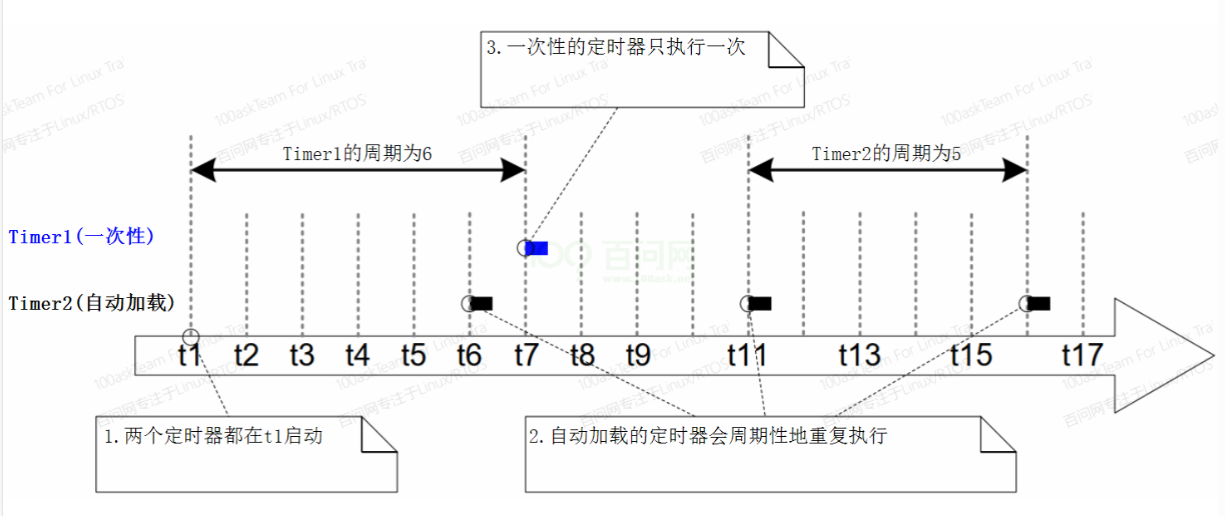 3.一次性的定时器只执行一次
Timer1的周期为6
Timer2的周期为5
Timer1(一次性)
Timer2(自动加载)
t1 t2 t3 t4 t5 t6 t7 t8 t9 t11 t13 t15 t17
1.两个定时器都在t1启动
2.自动加载的定时器会周期性地重复执行
100askTeam For Linux Tra
百问网专注于Linux/RTOS
百问网